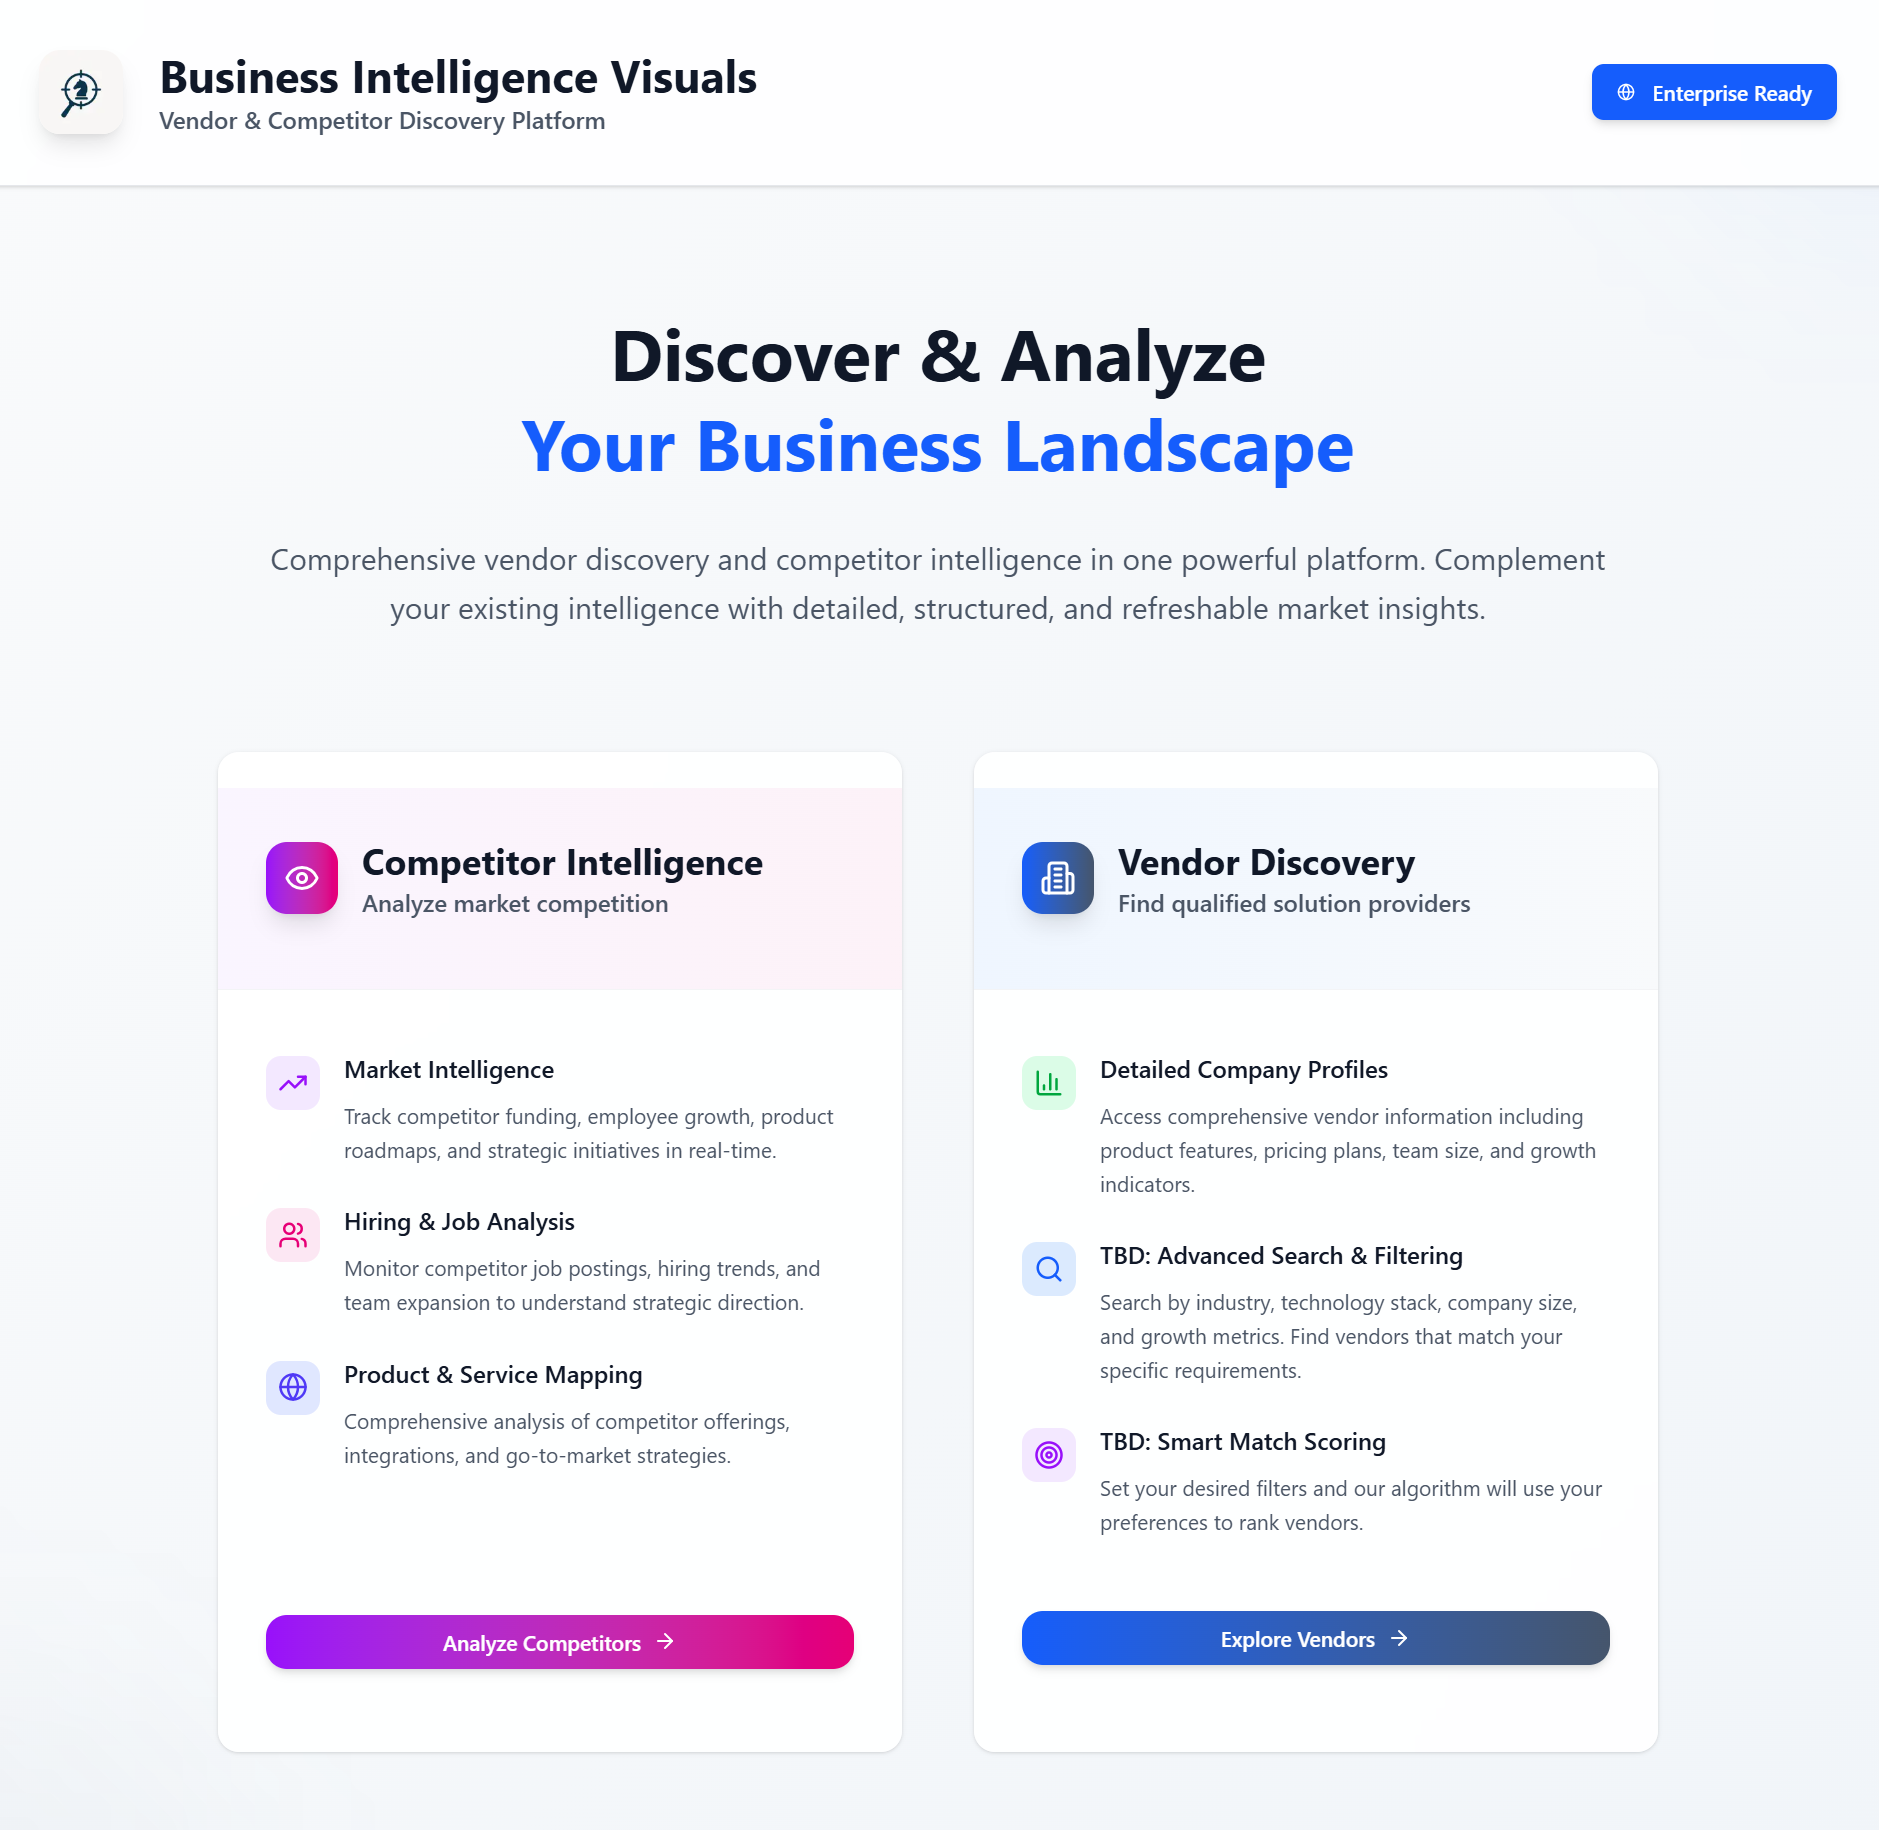 Business Intelligence Visuals
Vendor & Competitor Discovery Platform
Enterprise Ready
Discover & Analyze
Your Business Landscape
Comprehensive vendor discovery and competitor intelligence in one powerful platform. Complement
your existing intelligence with detailed, structured, and refreshable market insights.
Competitor Intelligence
Analyze market competition
Market Intelligence
Track competitor funding, employee growth, product
roadmaps, and strategic initiatives in real-time.
Hiring & Job Analysis
Monitor competitor job postings, hiring trends, and
team expansion to understand strategic direction.
Product & Service Mapping
Comprehensive analysis of competitor offerings,
integrations, and go-to-market strategies.
Analyze Competitors
Vendor Discovery
Find qualified solution providers
Detailed Company Profiles
Access comprehensive vendor information including
product features, pricing plans, team size, and growth
indicators.
TBD: Advanced Search & Filtering
Search by industry, technology stack, company size,
and growth metrics. Find vendors that match your
specific requirements.
TBD: Smart Match Scoring
Set your desired filters and our algorithm will use your
preferences to rank vendors.
Explore Vendors